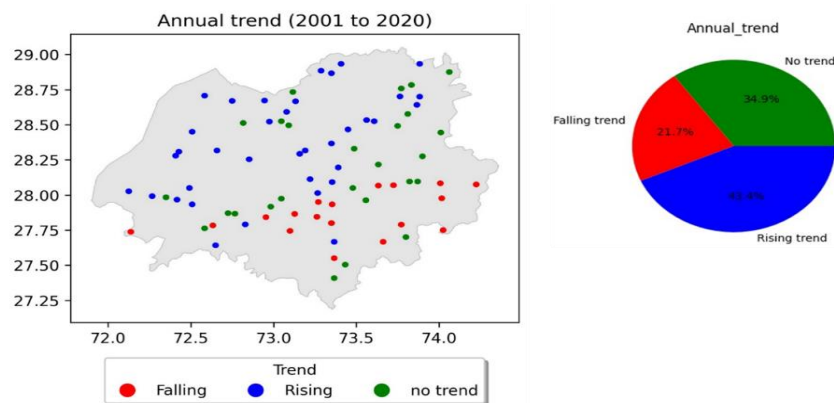 Annual trend (2001 to 2020)
29.00
28.75
28.50
28.25
28.00
27.75
27.50
27.25
72.0 72.5 73.0 73.5 74.0
Trend
Falling Rising no trend
Annual_trend
No trend
34.9%
Falling trend
21.7%
43.4%
Rising trend